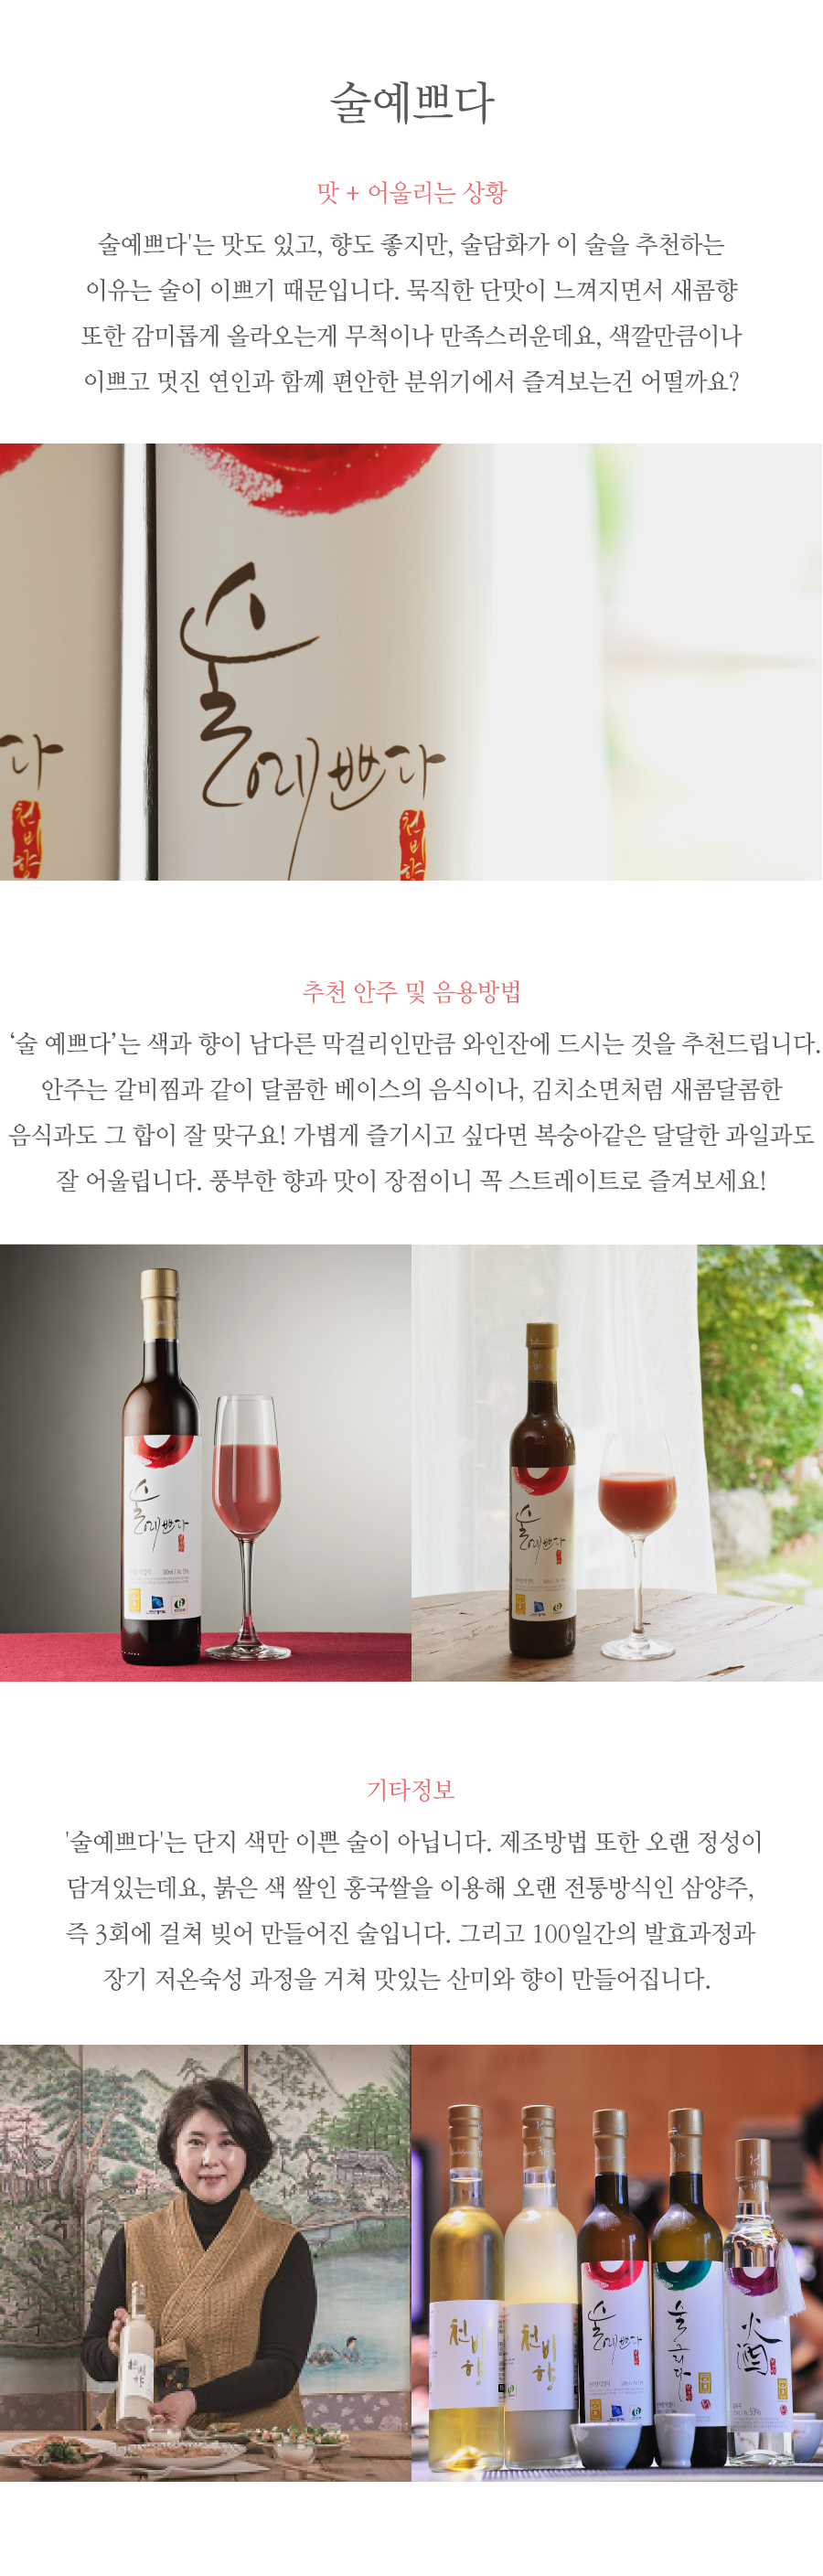 술예쁘다
맛 + 어울리는 상황
술예쁘다'는 맛도 있고, 향도 좋지만, 술담화가 이 술을 추천하는
이유는 술이 이쁘기 때문입니다. 묵직한 단맛이 느껴지면서 새콤향
또한 감미롭게 올라오는게 무척이나 만족스러운데요, 색깔만큼이나
이쁘고 멋진 연인과 함께 편안한 분위기에서 즐겨보는건 어떨까요?
다
천비향
술
예쁘다
천비향
추천 안주 및 음용방법
‘술 예쁘다’는 색과 향이 남다른 막걸리인만큼 와인잔에 드시는 것을 추천드립니다.
안주는 갈비찜과 같이 달콤한 베이스의 음식이나, 김치소면처럼 새콤달콤한
음식과도 그 합이 잘 맞구요! 가볍게 즐기시고 싶다면 복숭아같은 달달한 과일과도
잘 어울립니다. 풍부한 향과 맛이 장점이니 꼭 스트레이트로 즐겨보세요!
술
예쁘다
술
예쁘다
기타정보
'술예쁘다'는 단지 색만 이쁜 술이 아닙니다. 제조방법 또한 오랜 정성이
담겨있는데요, 붉은 색 쌀인 홍국쌀을 이용해 오랜 전통방식인 삼양주,
즉 3회에 걸쳐 빚어 만들어진 술입니다. 그리고 100일간의 발효과정과
장기 저온숙성 과정을 거쳐 맛있는 산미와 향이 만들어집니다.
천비향
천비향
천비향
술
예쁘다
술그리다
火酒
53%